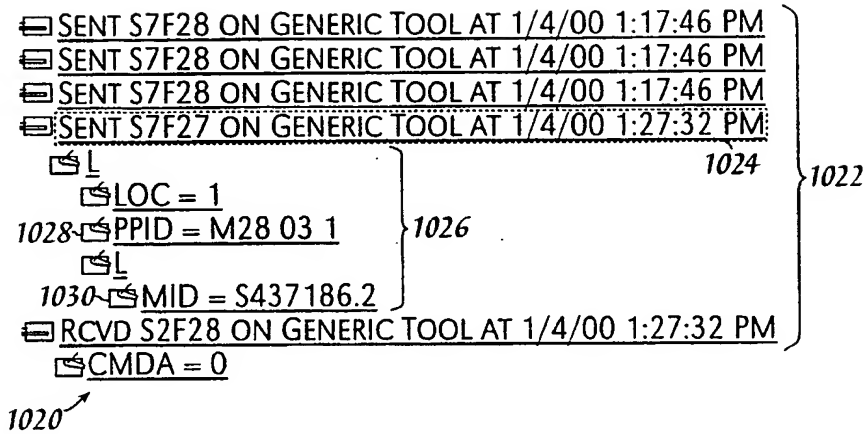 SENT S7F28 ON GENERIC TOOL AT 1/4/00 1:17:46 PM
SENT S7F28 ON GENERIC TOOL AT 1/4/00 1:17:46 PM
SENT S7F28 ON GENERIC TOOL AT 1/4/00 1:17:46 PM
SENT S7F27 ON GENERIC TOOL AT 1/4/00 1:27:32 PM
L 1024 1022
LOC = 1
1028 PPID = M28 03 1 1026
L
1030 MID = S437186.2
RCVD S2F28 ON GENERIC TOOL AT 1/4/00 1:27:32 PM
CMDA = 0
1020